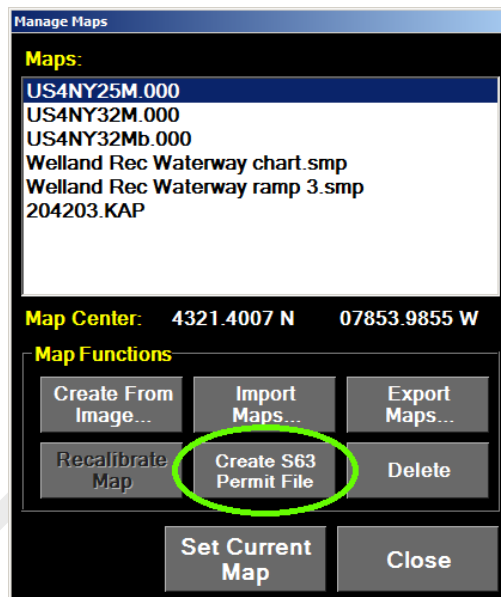 Manage Maps
Maps:
US4NY25M.000
US4NY32M.000
US4NY32Mb.000
Welland Rec Waterway chart.smp
Welland Rec Waterway ramp 3.smp
204203.KAP
Map Center: 4321.4007 N 07853.9855 W
Map Functions
Create From
Image...
Import
Maps...
Export
Maps...
Recalibrate
Map
Create S63
Permit File
Delete
Set Current
Map
Close